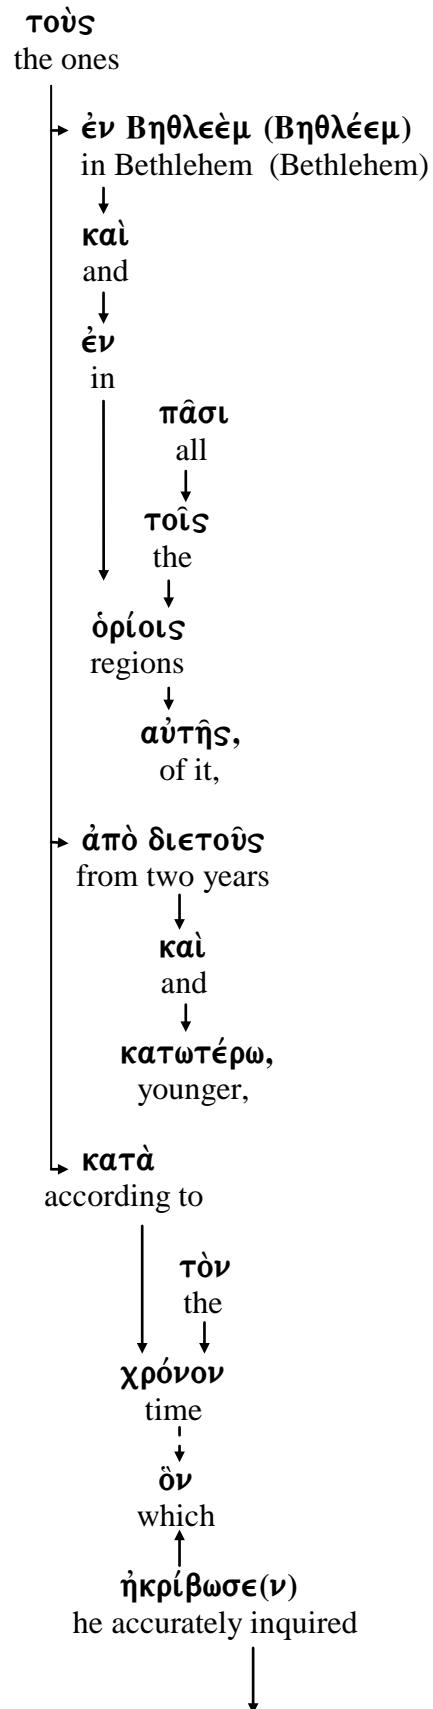 τοὺς
the ones
ἐν Βηθλεὲμ (Βηθλέεμ)
in Bethlehem (Bethlehem)
καὶ
and
ἐν
in
πᾶσι
all
τοῖς
the
ὁρίοις
regions
αὐτῆς,
of it,
ἀπὸ διετοῦς
from two years
καὶ
and
κατωτέρω,
younger,
κατὰ
according to
τὸν
the
χρόνον
time
ὃν
which
ἠκρίβωσε(ν)
he accurately inquired